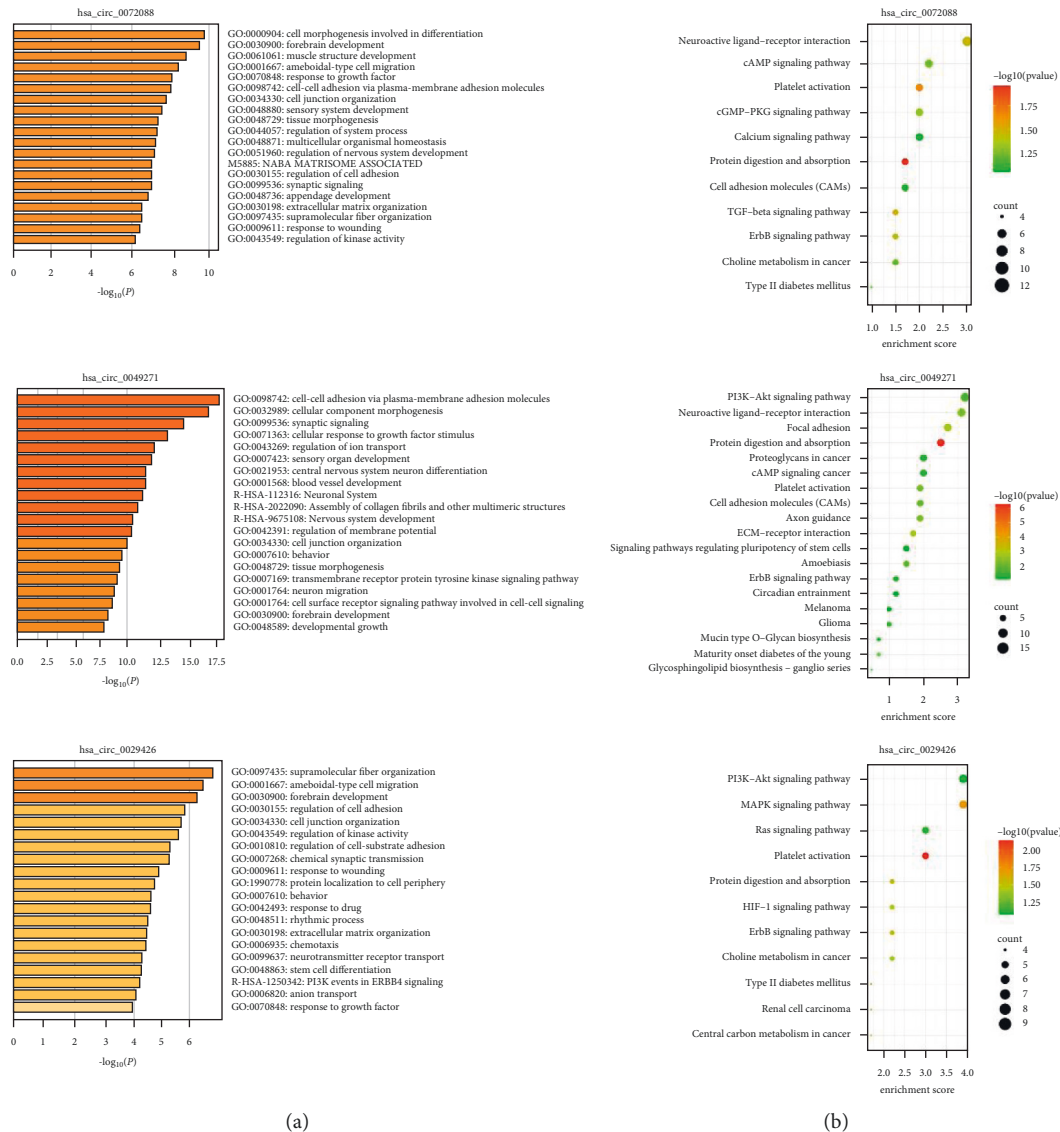 hsa_circ_0072088
GO:0000904: cell morphogenesis involved in differentiation
GO:0030900: forebrain development
GO:0061061: muscle structure development
GO:0001667: ameboidal-type cell migration
GO:0070848: response to growth factor
GO:0098742: cell-cell adhesion via plasma-membrane adhesion molecules
GO:0034330: cell junction organization
GO:0048880: sensory system development
GO:0048729: tissue morphogenesis
GO:0044057: regulation of system process
GO:0048871: multicellular organismal homeostasis
GO:0051960: regulation of nervous system development
M5885: NABA MATRISOME ASSOCIATED
GO:0030155: regulation of cell adhesion
GO:0099536: synaptic signaling
GO:0048736: appendage development
GO:0030198: extracellular matrix organization
GO:0097435: supramolecular fiber organization
GO:0009611: response to wounding
GO:0043549: regulation of kinase activity
0 2 4 6 8 10
-log10(P)
hsa_circ_0072088
Neuroactive ligand–receptor interaction
cAMP signaling pathway
Platelet activation
cGMP–PKG signaling pathway
Calcium signaling pathway
Protein digestion and absorption
Cell adhesion molecules (CAMs)
TGF–beta signaling pathway
ErbB signaling pathway
Choline metabolism in cancer
Type II diabetes mellitus
1.0 1.5 2.0 2.5 3.0
enrichment score
–log10(pvalue)
1.75
1.50
1.25
count
4
6
8
10
12
hsa_circ_0049271
GO:0098742: cell-cell adhesion via plasma-membrane adhesion molecules
GO:0032989: cellular component morphogenesis
GO:0099536: synaptic signaling
GO:0071363: cellular response to growth factor stimulus
GO:0043269: regulation of ion transport
GO:0007423: sensory organ development
GO:0021953: central nervous system neuron differentiation
GO:0001568: blood vessel development
R-HSA-112316: Neuronal System
R-HSA-2022090: Assembly of collagen fibrils and other multimeric structures
R-HSA-9675108: Nervous system development
GO:0042391: regulation of membrane potential
GO:0034330: cell junction organization
GO:0007610: behavior
GO:0048729: tissue morphogenesis
GO:0007169: transmembrane receptor protein tyrosine kinase signaling pathway
GO:0001764: neuron migration
GO:0001764: cell surface receptor signaling pathway involved in cell-cell signaling
GO:0030900: forebrain development
GO:0048589: developmental growth
0.0 2.5 5.0 7.5 10.0 12.5 15.0 17.5
-log10(P)
hsa_circ_0049271
PI3K–Akt signaling pathway
Neuroactive ligand–receptor interaction
Focal adhesion
Protein digestion and absorption
Proteoglycans in cancer
cAMP signaling cancer
Platelet activation
Cell adhesion molecules (CAMs)
Axon guidance
ECM–receptor interaction
Signaling pathways regulating pluripotency of stem cells
Amoebiasis
ErbB signaling pathway
Circadian entrainment
Melanoma
Glioma
Mucin type O–Glycan biosynthesis
Maturity onset diabetes of the young
Glycosphingolipid biosynthesis – ganglio series
1 2 3
enrichment score
–log10(pvalue)
6
5
4
3
2
count
5
10
15
hsa_circ_0029426
GO:0097435: supramolecular fiber organization
GO:0001667: ameboidal-type cell migration
GO:0030900: forebrain development
GO:0030155: regulation of cell adhesion
GO:0034330: cell junction organization
GO:0043549: regulation of kinase activity
GO:0010810: regulation of cell-substrate adhesion
GO:0007268: chemical synaptic transmission
GO:0009611: response to wounding
GO:1990778: protein localization to cell periphery
GO:0007610: behavior
GO:0042493: response to drug
GO:0048511: rhythmic process
GO:0030198: extracellular matrix organization
GO:0006935: chemotaxis
GO:0099637: neurotransmitter receptor transport
GO:0048863: stem cell differentiation
R-HSA-1250342: PI3K events in ERBB4 signaling
GO:0006820: anion transport
GO:0070848: response to growth factor
0 1 2 3 4 5 6
-log10(P)
hsa_circ_0029426
PI3K–Akt signaling pathway
MAPK signaling pathway
Ras signaling pathway
Platelet activation
Protein digestion and absorption
HIF–1 signaling pathway
ErbB signaling pathway
Choline metabolism in cancer
Type II diabetes mellitus
Renal cell carcinoma
Central carbon metabolism in cancer
2.0 2.5 3.0 3.5 4.0
enrichment score
–log10(pvalue)
2.00
1.75
1.50
1.25
count
4
5
6
7
8
9
(a)
(b)